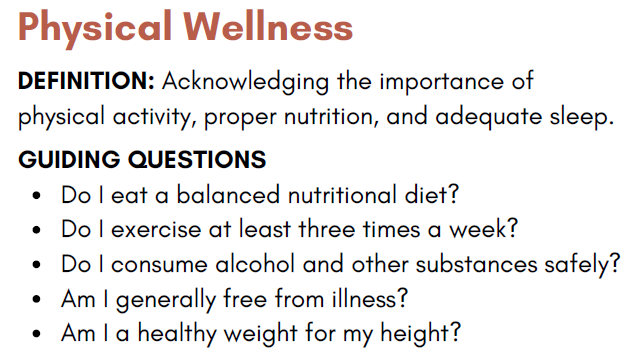 Physical Wellness
DEFINITION: Acknowledging the importance of
physical activity, proper nutrition, and adequate sleep.
GUIDING QUESTIONS
• Do I eat a balanced nutritional diet?
• Do I exercise at least three times a week?
• Do I consume alcohol and other substances safely?
• Am I generally free from illness?
• Am I a healthy weight for my height?